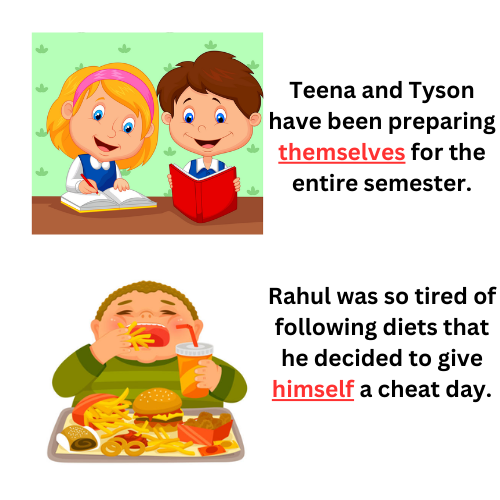 Teena and Tyson
have been preparing
themselves for the
entire semester.
Rahul was so tired of
following diets that
he decided to give
himself a cheat day.